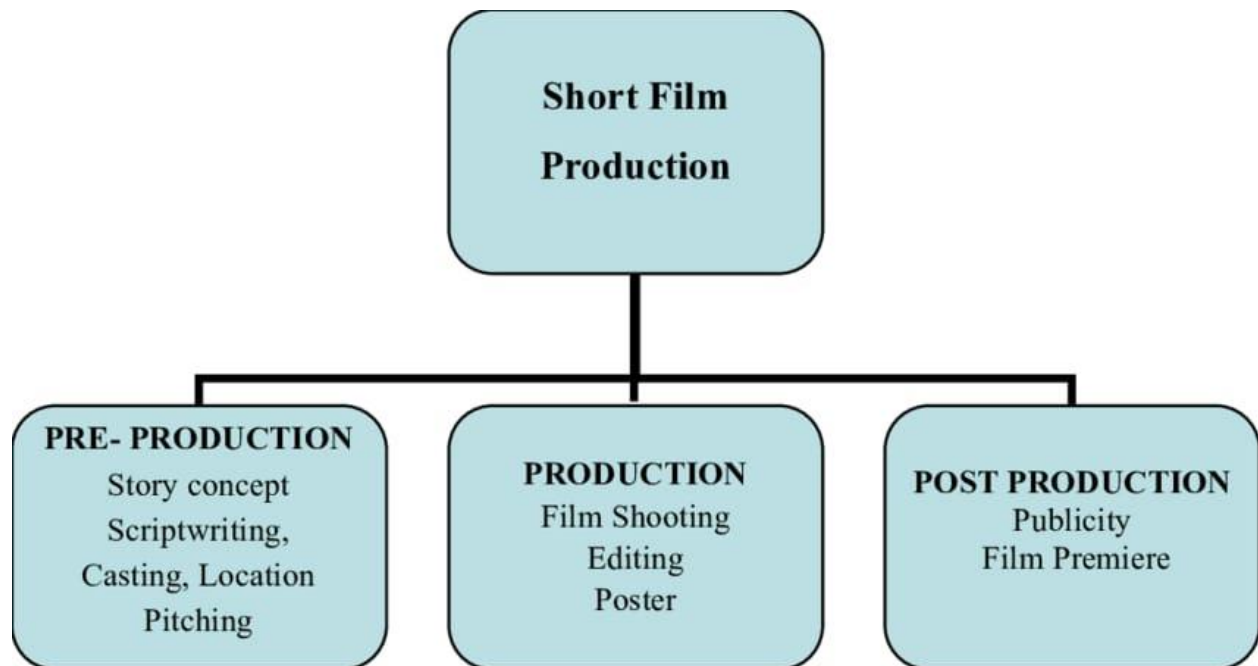 Short Film
Production
PRE- PRODUCTION
Story concept
Scriptwriting,
Casting, Location
Pitching
PRODUCTION
Film Shooting
Editing
Poster
POST PRODUCTION
Publicity
Film Premiere